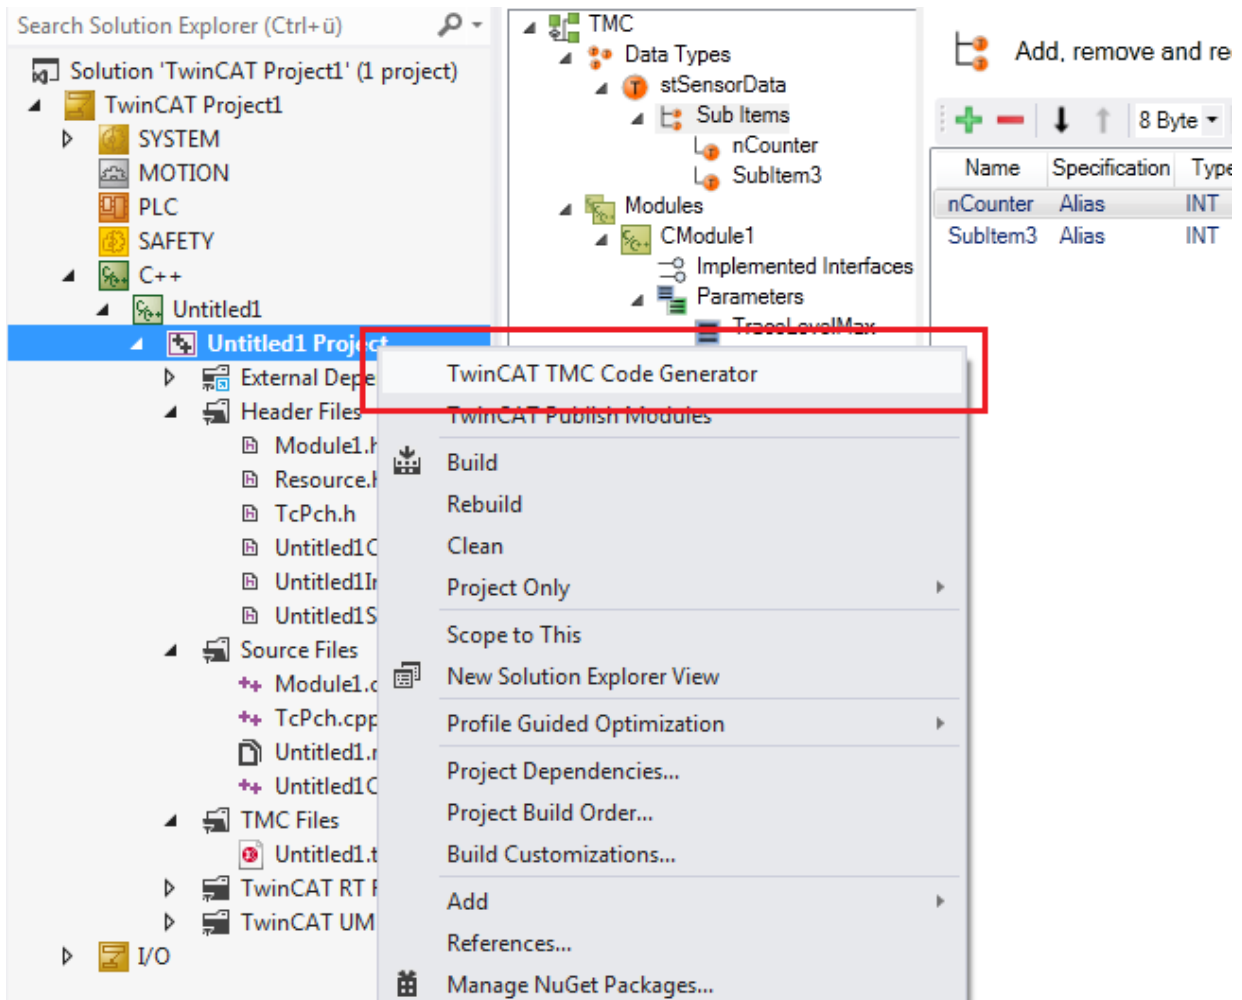 Search Solution Explorer (Ctrl+ü)
Solution 'TwinCAT Project1' (1 project)
TwinCAT Project1
SYSTEM
MOTION
PLC
SAFETY
C++
Untitled1
Untitled1 Project
External Depe
Header Files
Module1.h
Resource.h
TcPch.h
Untitled1C
Untitled1In
Untitled1S
Source Files
Module1.c
TcPch.cpp
Untitled1.r
Untitled1C
TMC Files
Untitled1.t
TwinCAT RT F
TwinCAT UM
I/O
TMC
Data Types
stSensorData
Sub Items
nCounter
SubItem3
Modules
CModule1
Implemented Interfaces
Parameters
TraceLevelMax
Add, remove and re
8 Byte
Name Specification Type
nCounter Alias INT
SubItem3 Alias INT
TwinCAT TMC Code Generator
TwinCAT Publish Modules
Build
Rebuild
Clean
Project Only
Scope to This
New Solution Explorer View
Profile Guided Optimization
Project Dependencies...
Project Build Order...
Build Customizations...
Add
References...
Manage NuGet Packages...